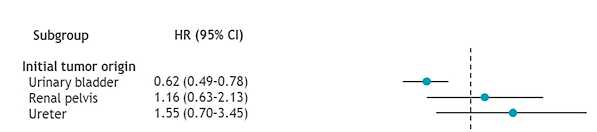 Subgroup HR (95% CI)
Initial tumor origin
Urinary bladder 0.62 (0.49-0.78)
Renal pelvis 1.16 (0.63-2.13)
Ureter 1.55 (0.70-3.45)